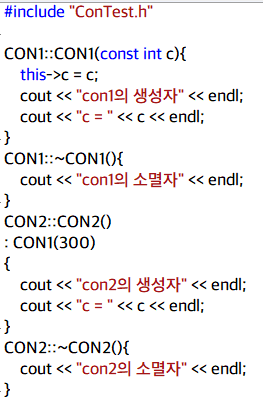 #include "ConTest.h"
CON1::CON1(const int c){
this->c = c;
cout << "con1의 생성자" << endl;
cout << "c = " << c << endl;
}
CON1::~CON1(){
cout << "con1의 소멸자" << endl;
}
CON2::CON2()
: CON1(300)
{
cout << "con2의 생성자" << endl;
cout << "c = " << c << endl;
}
CON2::~CON2(){
cout << "con2의 소멸자" << endl;
}